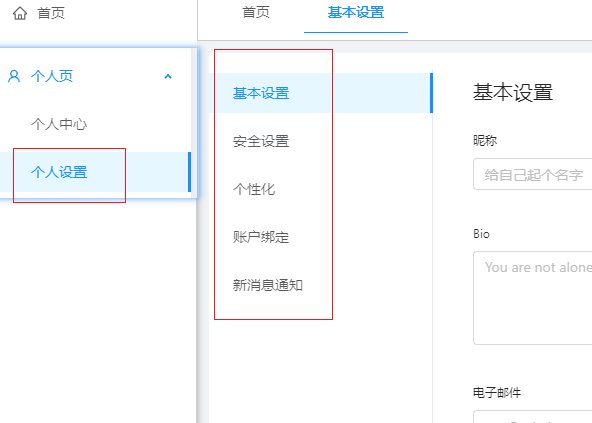 首页
首页
基本设置
个人页
个人中心
个人设置
基本设置
安全设置
个性化
账户绑定
新消息通知
基本设置
昵称
给自己起个名字
Bio
You are not alone
电子邮件